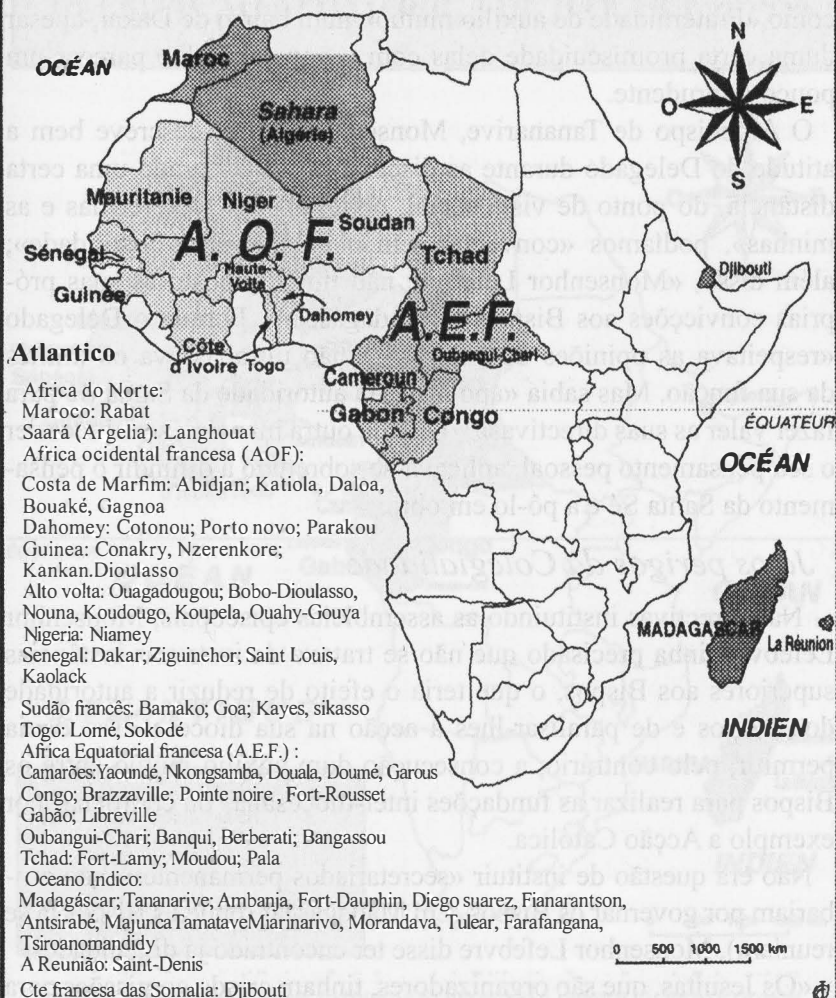 OCÉAN
Maroc
Sahara
(Algérie)
N
O
E
S
Mauritanie
Niger
Soudan
A. O. F.
Tchad
Sénégal
Haute-
Volta
Djibouti
Guinée
Dahomey
A.E.F.
Côte
d'Ivoire
Togo
Oubangui-Chari
Cameroun
Gabon
Congo
ÉQUATEUR
OCÉAN
MADAGASCAR
La Réunion
INDIEN
0 500 1000 1500 km
Atlantico
Africa do Norte:
Maroco: Rabat
Saará (Argelia): Langhouat
Africa ocidental francesa (AOF):
Costa de Marfim; Abidjan; Katiola, Daloa,
Bouaké, Gagnoa
Dahomey: Cotonou; Porto novo; Parakou
Guinea: Conakry, Nzerenkore;
Kankan.Dioulasso
Alto volta: Ouagadougou; Bobo-Dioulasso,
Nouna, Koudongo, Koupela, Ouahy-Gouya
Nigeria: Niamey
Senegal:Dakar;Ziguinchor; Saint Louis,
Kaolack
Sudão francês; Bamako; Goa; Kayes, sikasso
Togo: Lomé; Sokodé
Africa Equatorial francesa (A.E.F.) :
Camarões:Yaoundé, Nkongsamba, Douala, Doumé, Garous
Congo; Brazzaville; Pointe noire, Fort-Rousset
Gabão; Libreville
Oubangui-Chari; Banqui, Berberati; Bangassou
Tchad: Fort-Lamy; Moudou; Pala
Oceano Indico:
Madagáscar; Tananarive; Ambanja, Fort-Dauphin, Diego suarez, Fianarantson,
Antsirabé, MajuncaTamataveMiarinarivo, Morandava, Tulear, Farafangana,
Tsiroanomandidy
A Reunião: Saint-Denis
Cte francesa das Somalia: Djibouti